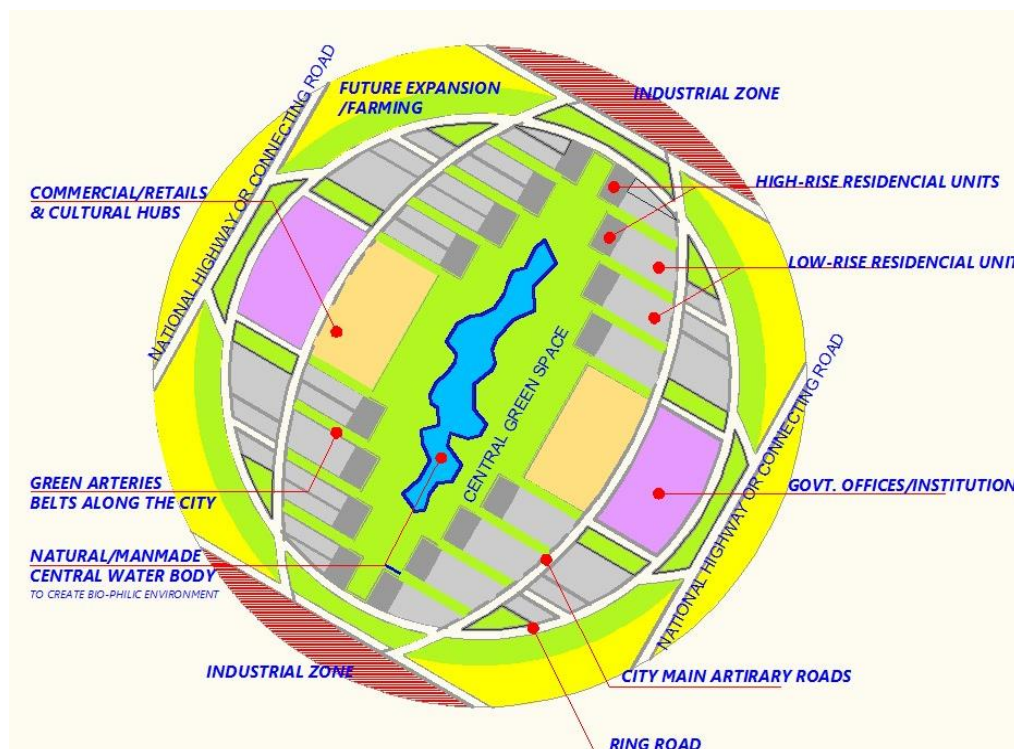 FUTURE EXPANSION
/FARMING
INDUSTRIAL ZONE
NATIONAL HIGHWAY OR CONNECTING ROAD
COMMERCIAL/RETAILS
& CULTURAL HUBS
HIGH-RISE RESIDENCIAL UNITS
LOW-RISE RESIDENCIAL UNIT
CENTRAL GREEN SPACE
NATIONAL HIGHWAY OR CONNECTING ROAD
GREEN ARTERIES
BELTS ALONG THE CITY
GOVT. OFFICES/INSTITUTION
NATURAL/MANMADE
CENTRAL WATER BODY
TO CREATE BIO-PHILIC ENVIRONMENT
INDUSTRIAL ZONE
CITY MAIN ARTIRARY ROADS
RING ROAD